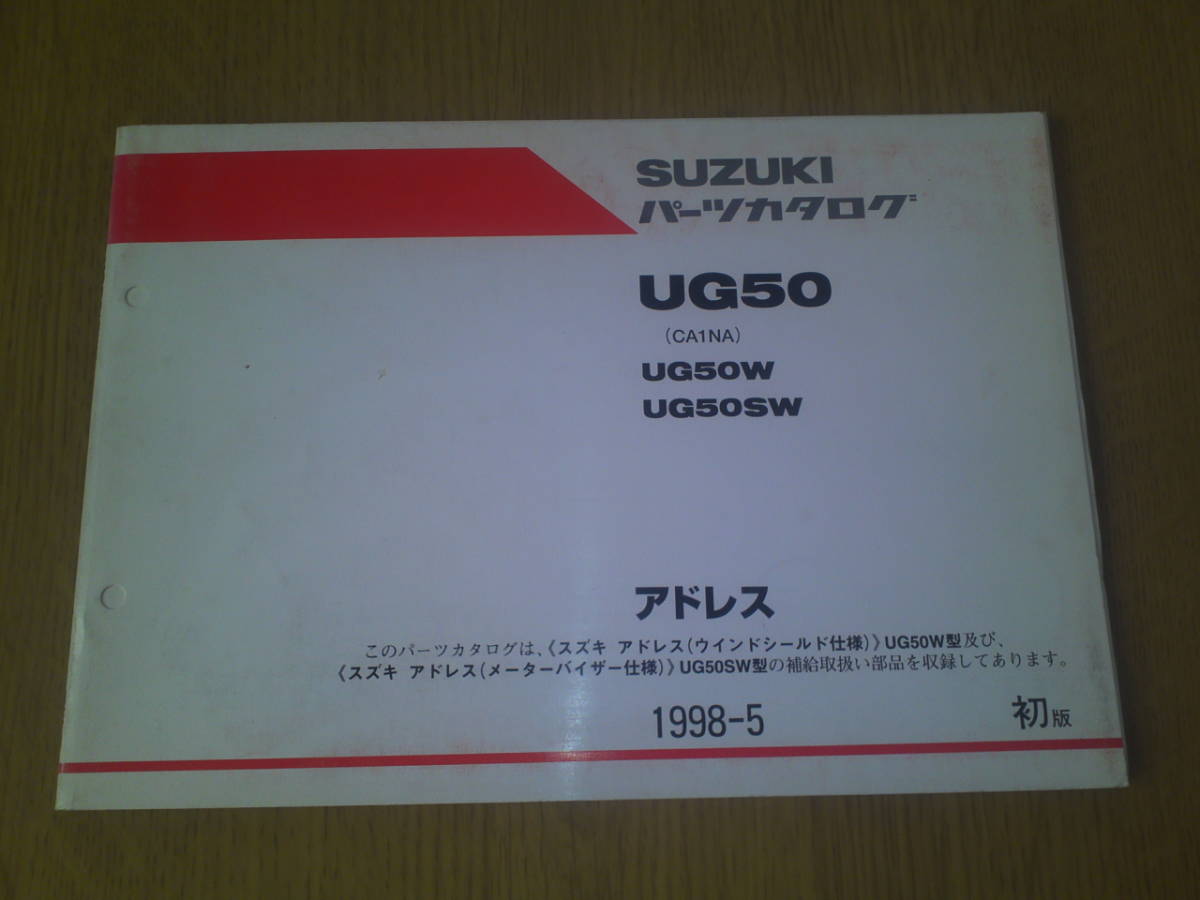 SUZUKI
パーツカタログ
UG50
(CA1NA)
UG50W
UG50SW
アドレス
このパーツカタログは、《スズキ アドレス(ウインドシールド仕様)》UG50W型及び、
《スズキ アドレス(メーターバイザー仕様)》UG50SW型の補給取扱い部品を収録してあります。
1998-5 初版